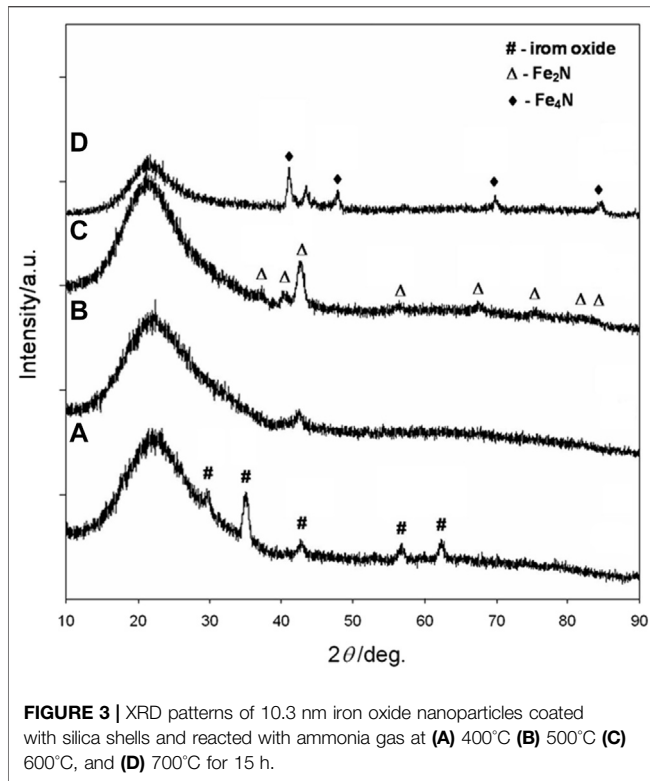 # - irom oxide
Δ - Fe₂N
♦ - Fe₄N
D
C
B
A
Intensity/a.u.
10 20 30 40 50 60 70 80 90
2θ/deg.
FIGURE 3 | XRD patterns of 10.3 nm iron oxide nanoparticles coated
with silica shells and reacted with ammonia gas at (A) 400°C (B) 500°C (C)
600°C, and (D) 700°C for 15 h.